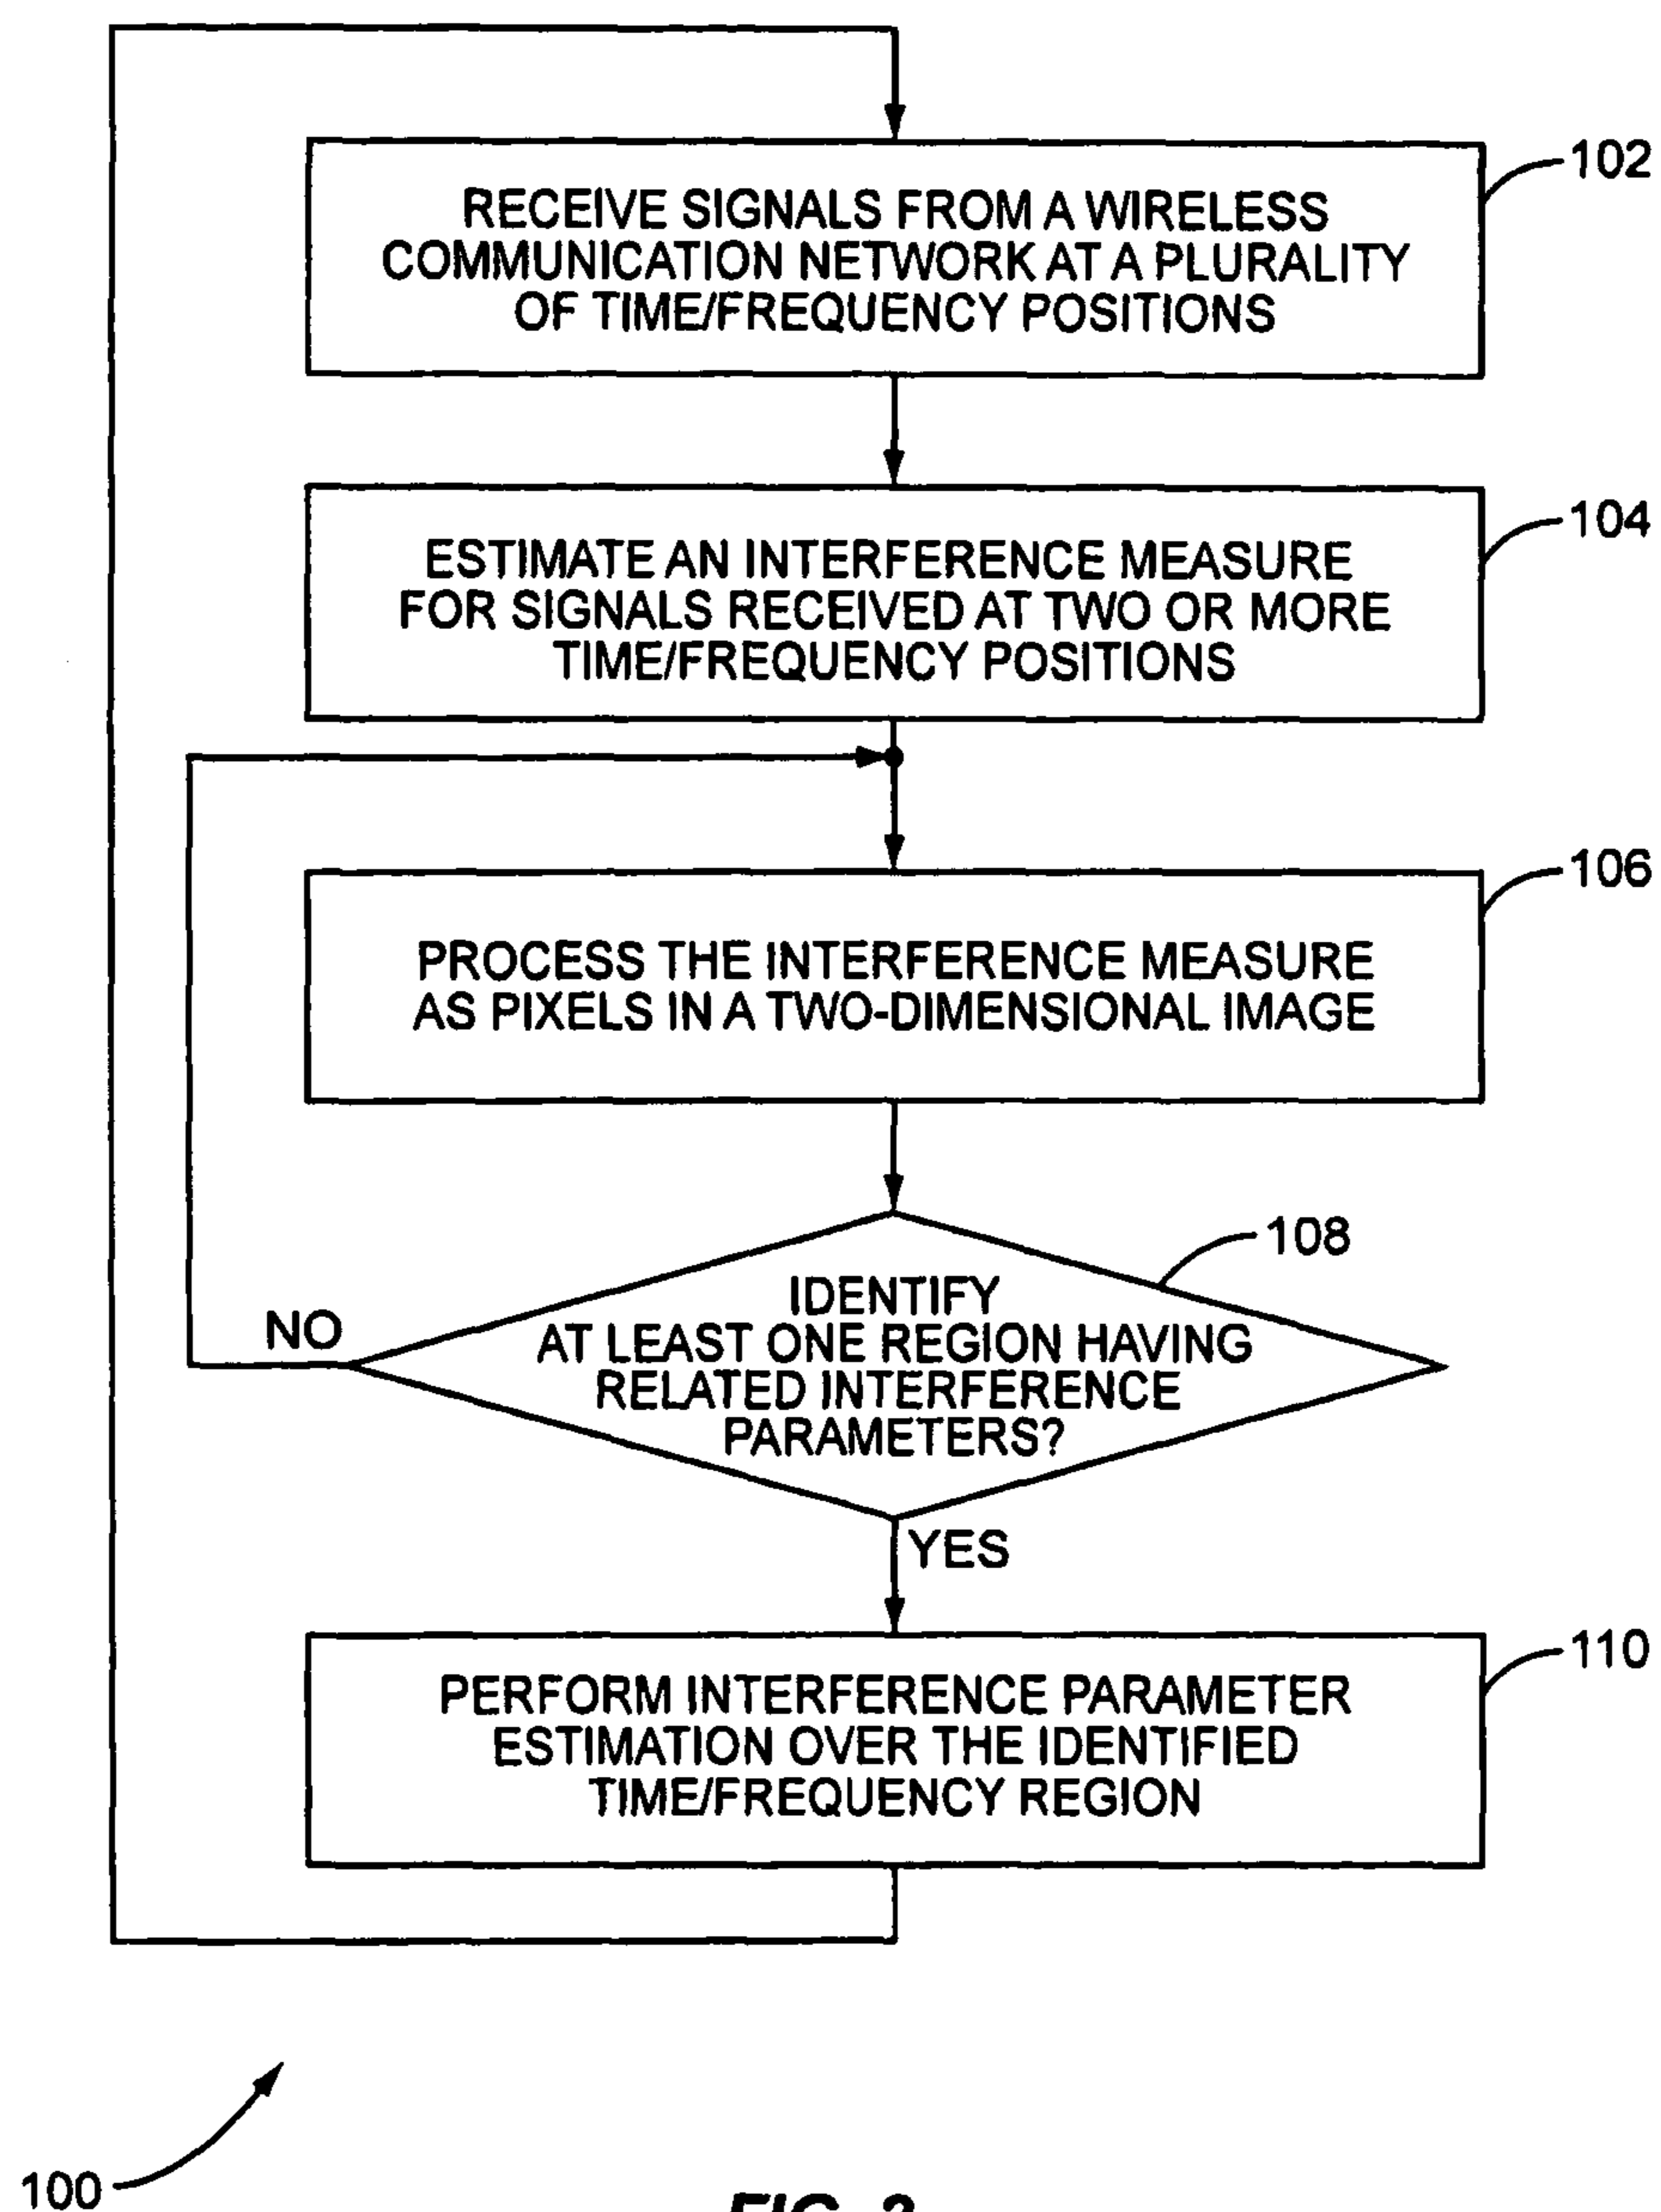 102
RECEIVE SIGNALS FROM A WIRELESS
COMMUNICATION NETWORK AT A PLURALITY
OF TIME/FREQUENCY POSITIONS
104
ESTIMATE AN INTERFERENCE MEASURE
FOR SIGNALS RECEIVED AT TWO OR MORE
TIME/FREQUENCY POSITIONS
106
PROCESS THE INTERFERENCE MEASURE
AS PIXELS IN A TWO-DIMENSIONAL IMAGE
108
IDENTIFY
AT LEAST ONE REGION HAVING
RELATED INTERFERENCE
PARAMETERS?
NO
YES
110
PERFORM INTERFERENCE PARAMETER
ESTIMATION OVER THE IDENTIFIED
TIME/FREQUENCY REGION
100
FIG.